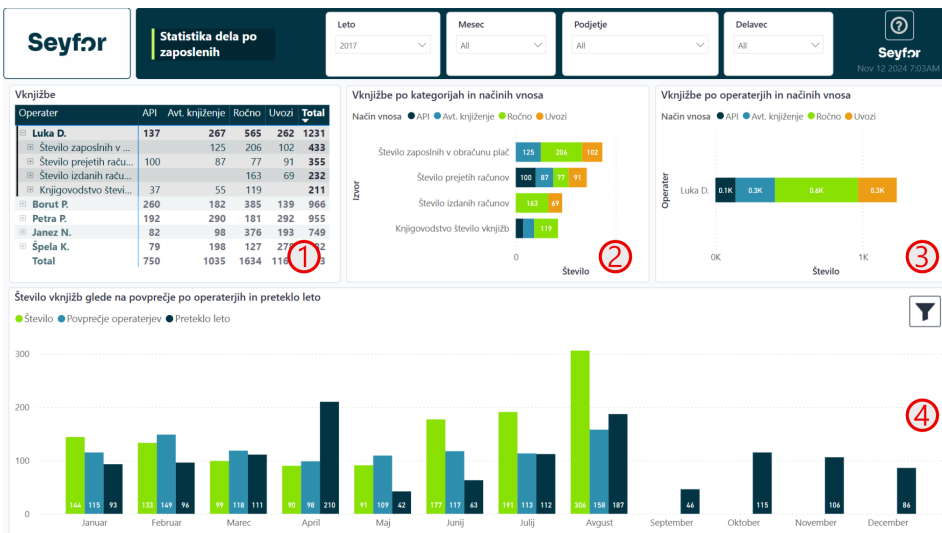 Seyfor
Statistika dela po
zaposlenih
Leto
2017
Mesec
All
Podjetje
All
Delavec
All
Seyfor
Nov 12 2024 7:03AM
Vknjižbe
Operater API Avt. knjiženje Ročno Uvozi Total
Luka D. 137 267 565 262 1231
Število zaposlnih v ... 125 206 102 433
Število prejetih raču... 100 87 77 91 355
Število izdanih raču... 163 69 232
Knjigovodstvo števi... 37 55 119 211
Borut P. 260 182 385 139 966
Petra P. 192 290 181 292 955
Janez N. 82 98 376 193 749
Špela K. 79 198 127
Total 750 1035 1634
1
Vknjižbe po kategorijah in načinih vnosa
Način vnosa API Avt. knjiženje Ročno Uvozi
Izvor
Število zaposlnih v obračunu plač 125 206 102
Število prejetih računov 100 87 77 91
Število izdanih računov 163 69
Knjigovodstvo število vknjižb 119
0
Število
2
Vknjižbe po operaterjih in načinih vnosa
Način vnosa API Avt. knjiženje Ročno Uvozi
Operater
Luka D. 0.1K 0.3K 0.6K 0.3K
0K 1K
Število
3
Število vknjižb glede na povprečje po operaterjih in preteklo leto
Število Povprečje operaterjev Preteklo leto
300
200
100
0
144 115 93 133 149 96 99 118 111 90 98 210 91 109 42 177 117 63 191 113 112 306 158 187 46 115 106 86
Januar Februar Marec April Maj Junij Julij Avgust September Oktober November December
4